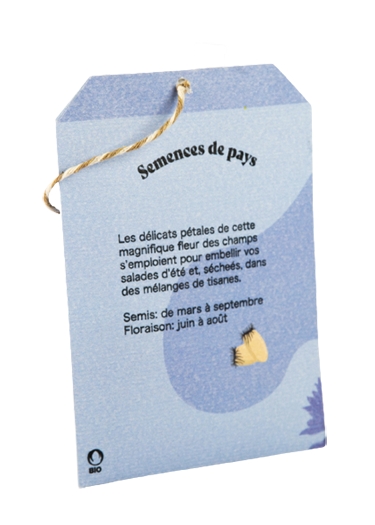 Semences de pays
Les délicats pétales de cette
magnifique fleur des champs
s'emploient pour embellir vos
salades d'été et, séchées, dans
des mélanges de tisanes.
Semis: de mars à septembre
Floraison: juin à août
BIO